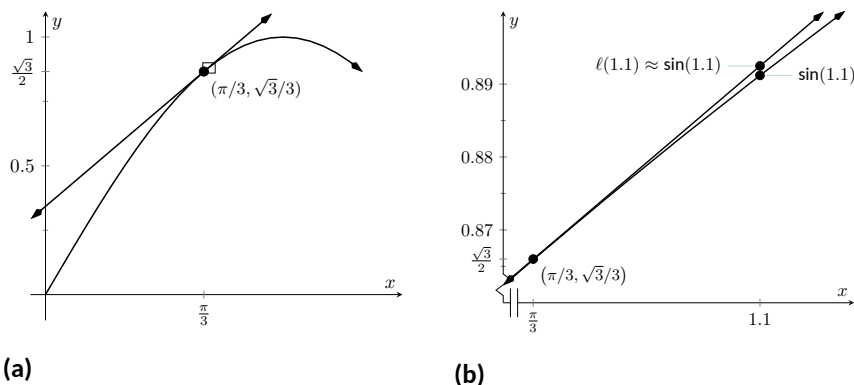 y
1
√3/2
(π/3, √3/3)
0.5
x
π/3
(a)
y
ℓ(1.1) ≈ sin(1.1)
0.89
sin(1.1)
0.88
0.87
√3/2
(π/3, √3/3)
x
π/3
1.1
(b)